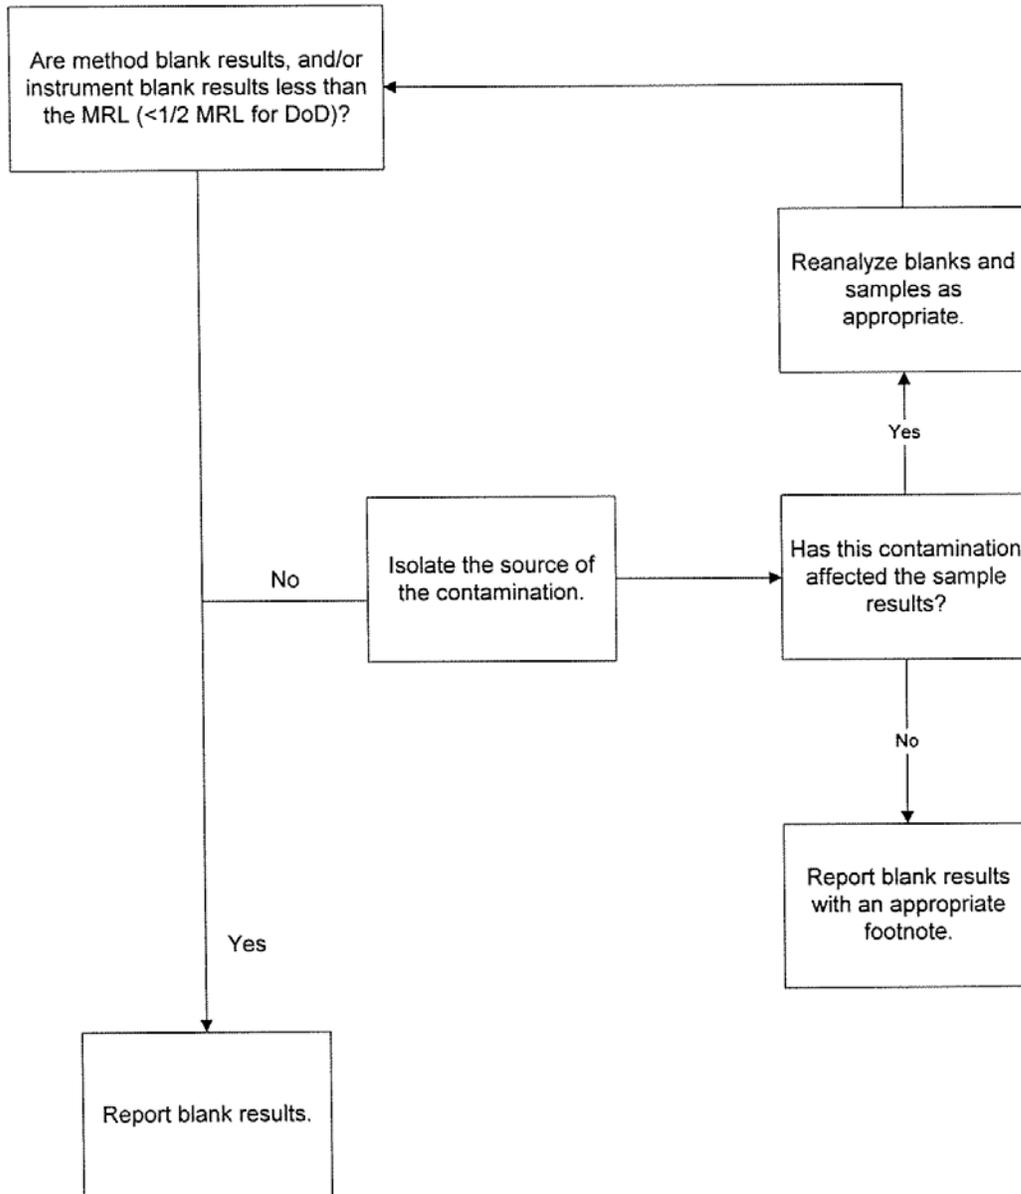 Are method blank results, and/or
instrument blank results less than
the MRL (<1/2 MRL for DoD)?
Reanalyze blanks and
samples as
appropriate.
Yes
No
Isolate the source of
the contamination.
Has this contamination
affected the sample
results?
No
Report blank results
with an appropriate
footnote.
Yes
Report blank results.